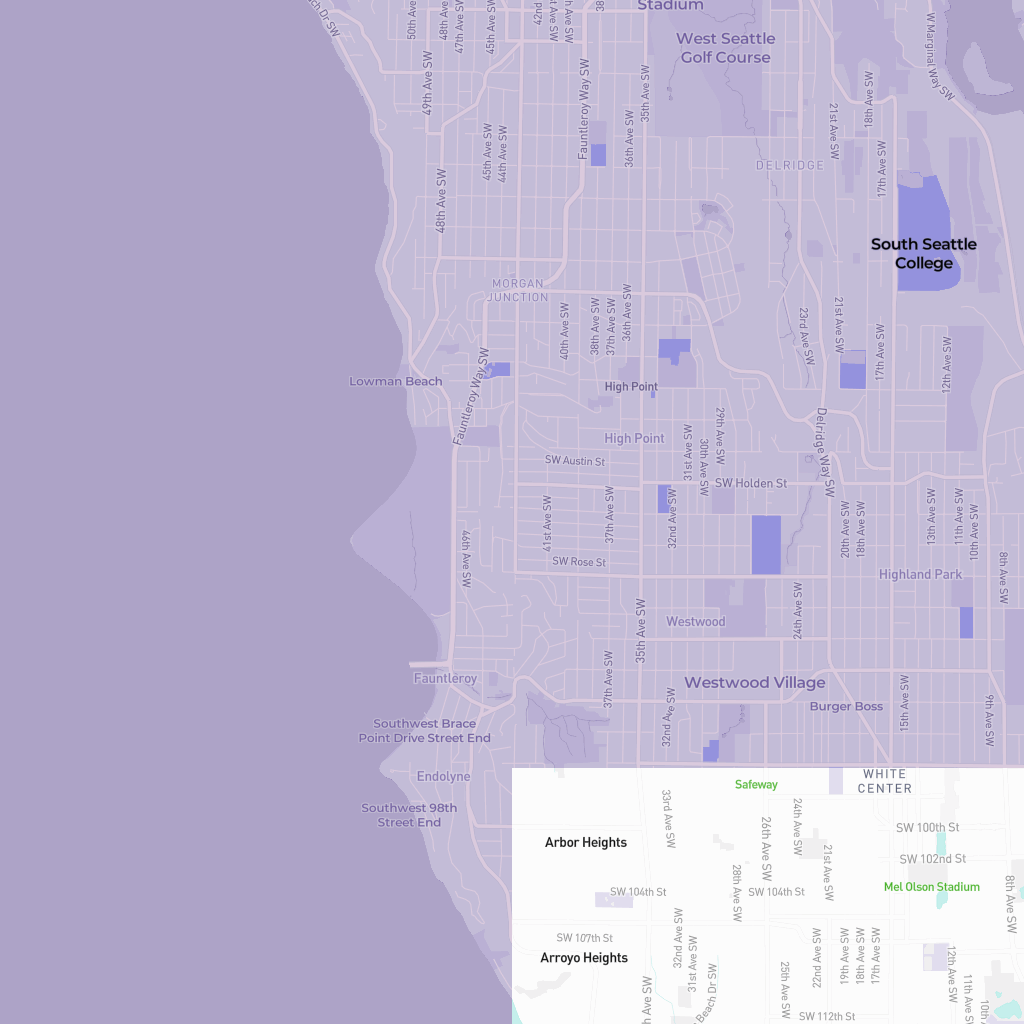 Beach Dr SW
50th Ave SW
48th Ave SW
47th Ave SW
45th Ave SW
42nd
Stadium
West Seattle
Golf Course
W Marginal Way SW
49th Ave SW
Fauntleroy Way SW
35th Ave SW
36th Ave SW
45th Ave SW
44th Ave SW
18th Ave SW
21st Ave SW
17th Ave SW
DELRIDGE
48th Ave SW
South Seattle
College
MORGAN
JUNCTION
40th Ave SW
38th Ave SW
37th Ave SW
36th Ave SW
23rd Ave SW
21st Ave SW
17th Ave SW
12th Ave SW
Lowman Beach
Fauntleroy Way SW
High Point
High Point
29th Ave SW
31st Ave SW
30th Ave SW
Delridge Way SW
SW Austin St
SW Holden St
41st Ave SW
37th Ave SW
32nd Ave SW
20th Ave SW
18th Ave SW
13th Ave SW
11th Ave SW
10th Ave SW
46th Ave SW
SW Rose St
8th Ave SW
Highland Park
35th Ave SW
Westwood
24th Ave SW
37th Ave SW
Fauntleroy
Westwood Village
32nd Ave SW
Burger Boss
15th Ave SW
9th Ave SW
Southwest Brace
Point Drive Street End
Endolyne
Safeway
WHITE
CENTER
Southwest 98th
Street End
33rd Ave SW
26th Ave SW
24th Ave SW
SW 100th St
Arbor Heights
21st Ave SW
SW 102nd St
28th Ave SW
SW 104th St
SW 104th St
Mel Olson Stadium
8th Ave SW
SW 107th St
32nd Ave SW
31st Ave SW
22nd Ave SW
19th Ave SW
18th Ave SW
17th Ave SW
Arroyo Heights
25th Ave SW
12th Ave SW
11th Ave SW
10th
Beach Dr SW
Ave SW
SW 112th St